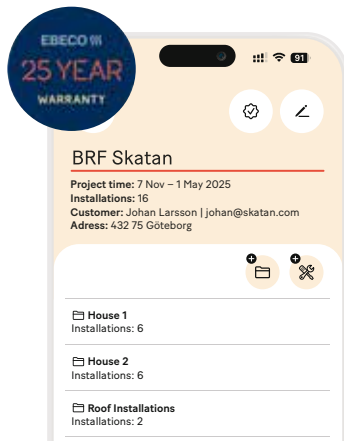 EBECO
25 YEAR
WARRANTY
91
BRF Skatan
Project time: 7 Nov – 1 May 2025
Installations: 16
Customer: Johan Larsson | johan@skatan.com
Adress: 432 75 Göteborg
House 1
Installations: 6
House 2
Installations: 6
Roof Installations
Installations: 2